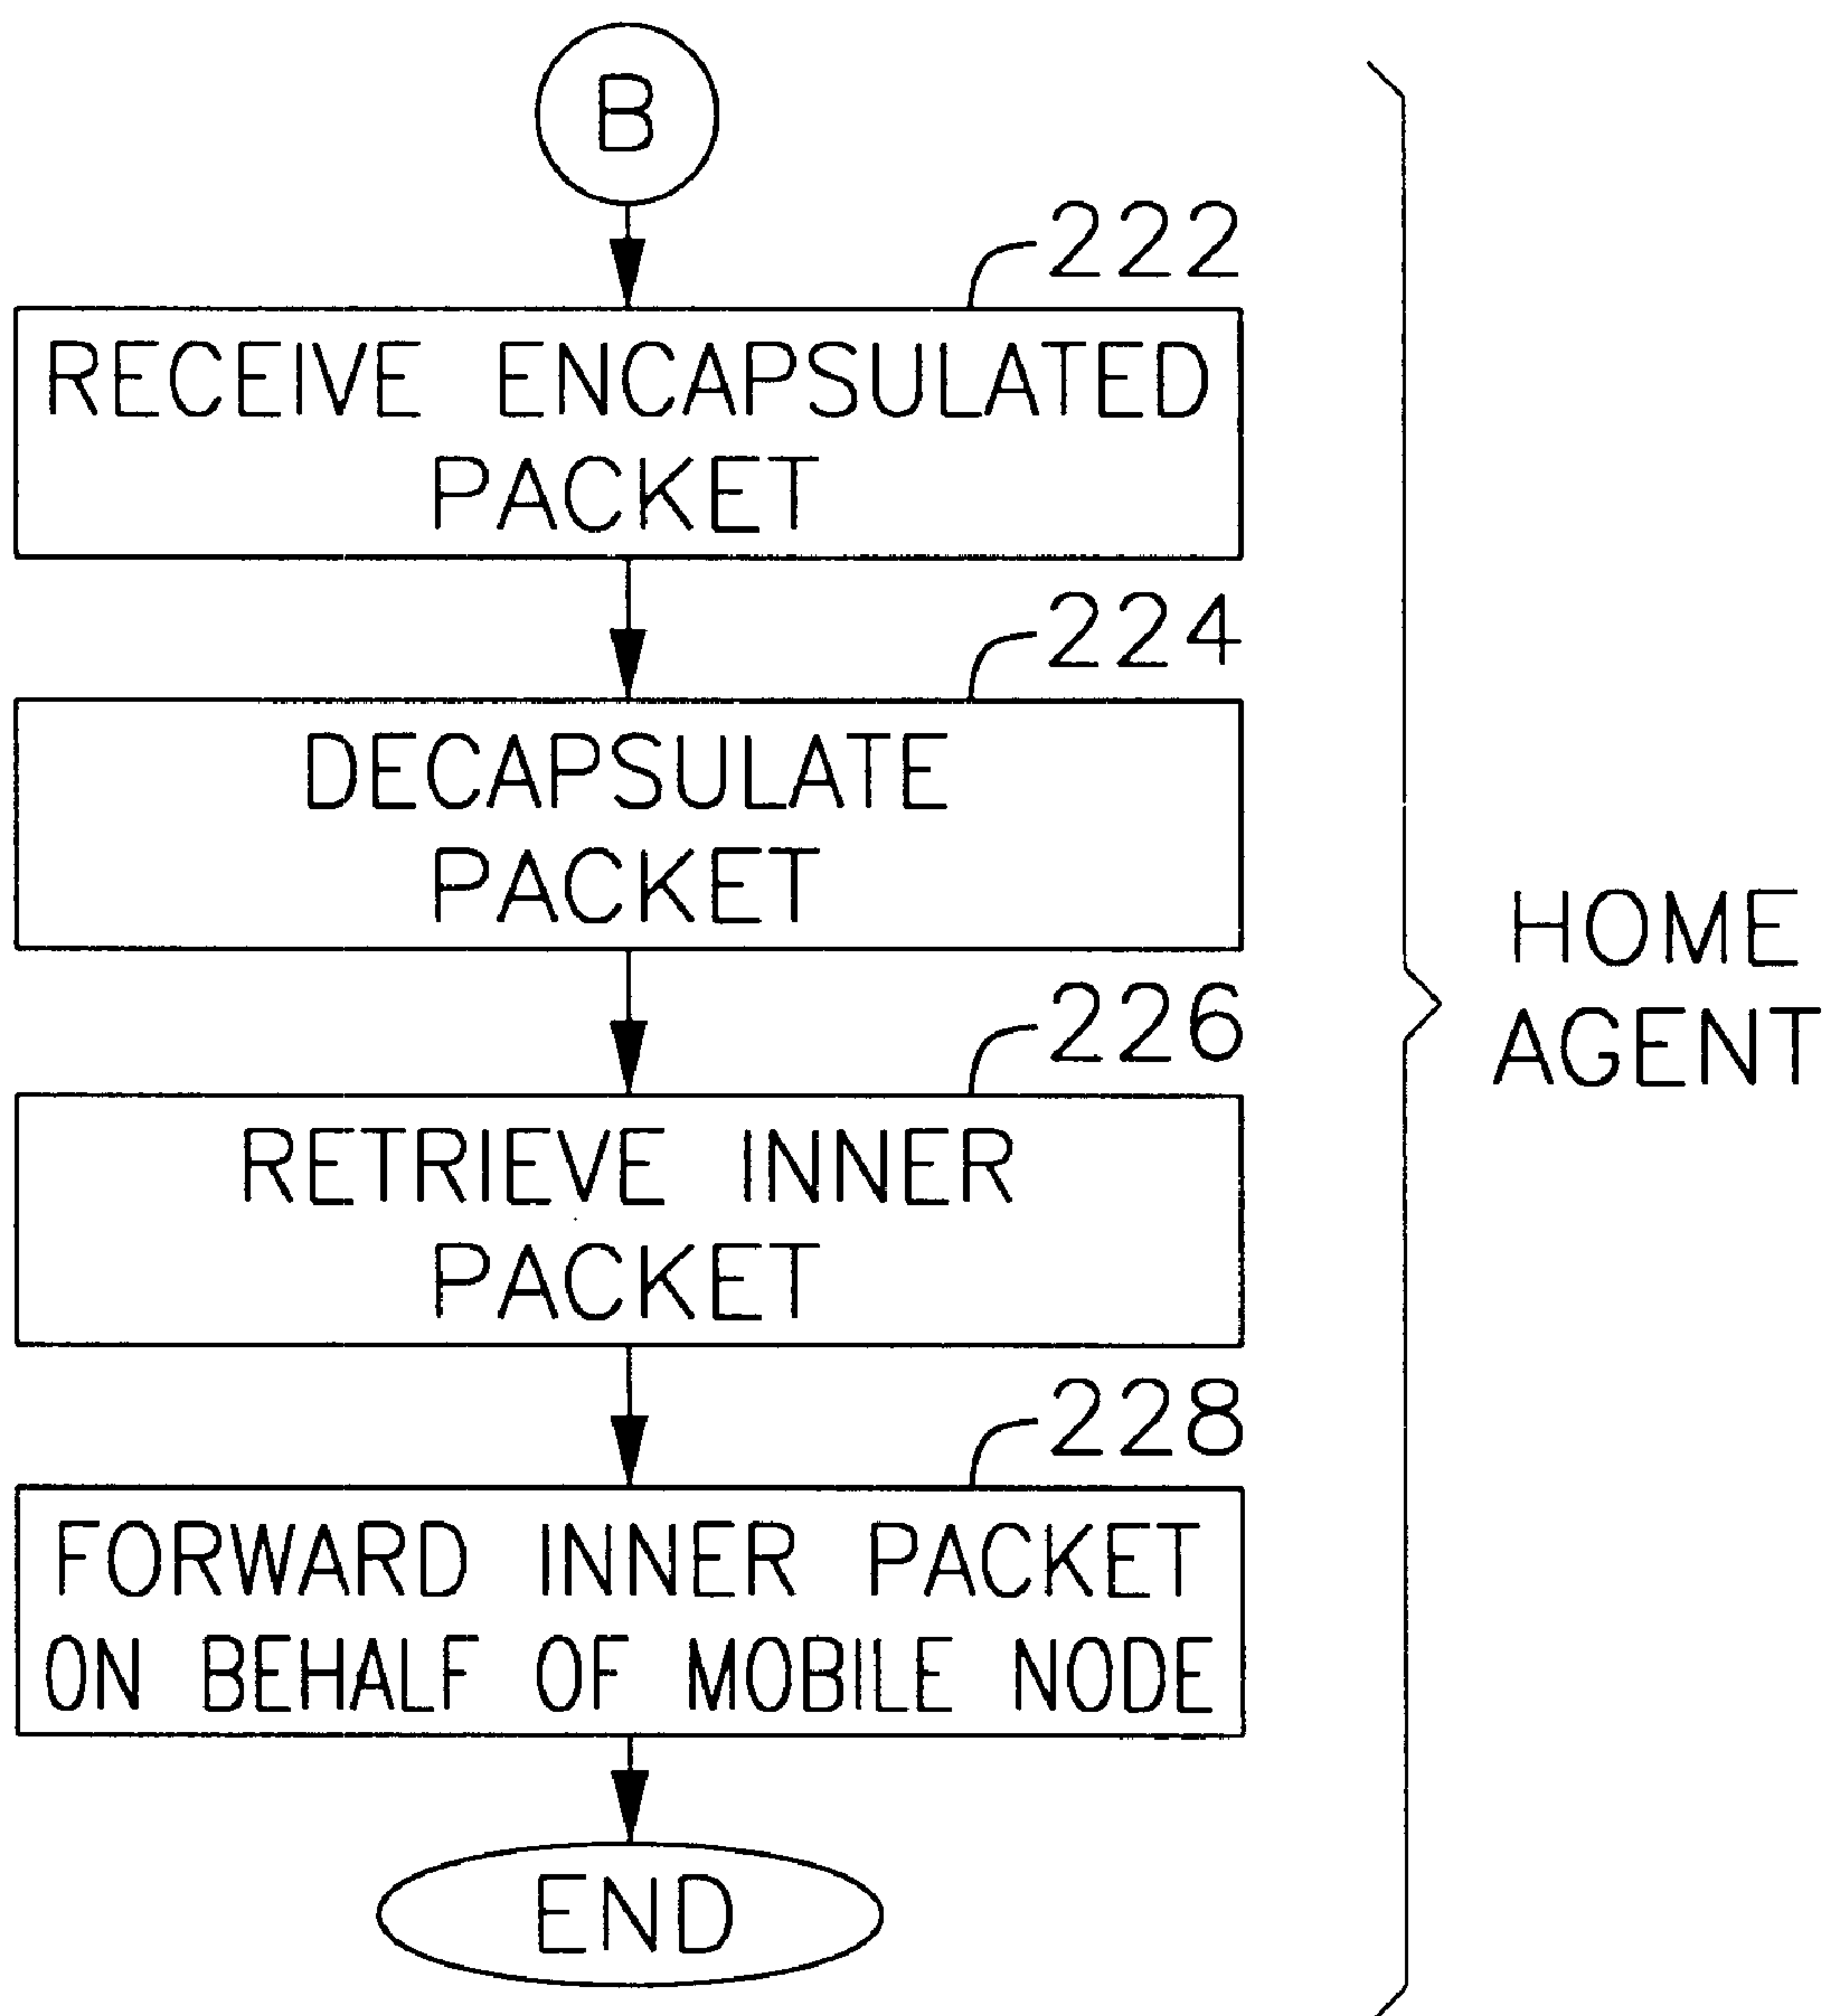 B
222
RECEIVE ENCAPSULATED
PACKET
224
DECAPSULATE
PACKET
226
RETRIEVE INNER
PACKET
228
FORWARD INNER PACKET
ON BEHALF OF MOBILE NODE
END
HOME
AGENT